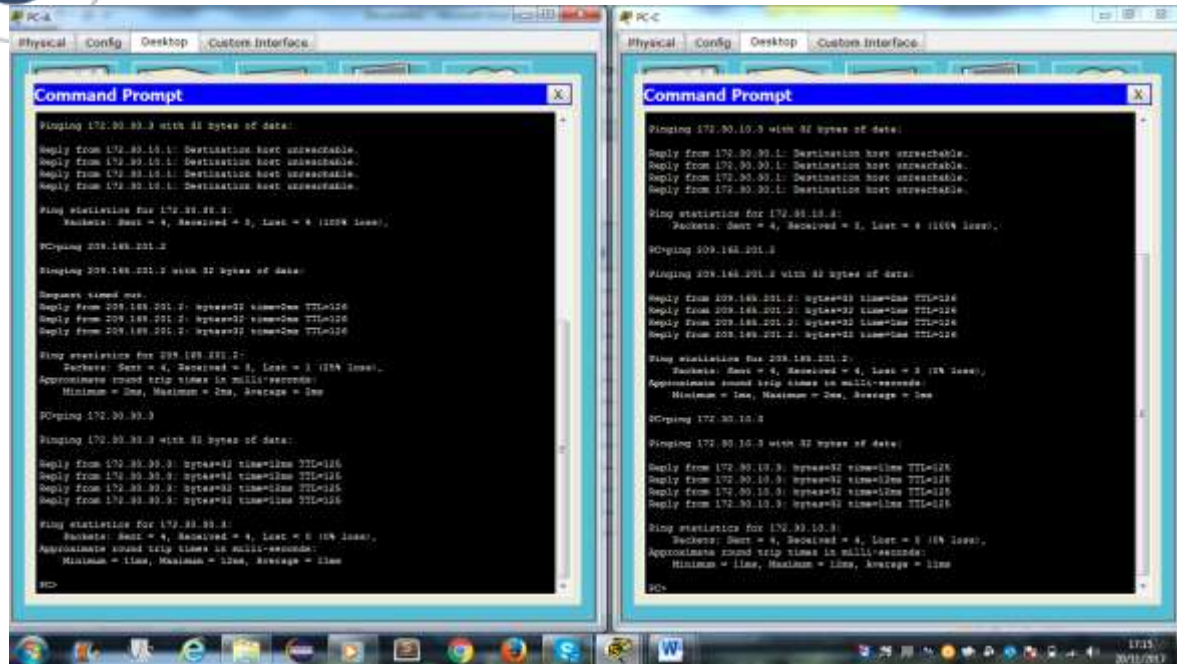 PC-A
Physical Config Desktop Custom Interface
Command Prompt X
Pinging 172.30.30.3 with 32 bytes of data:
Reply from 172.30.10.1: Destination host unreachable.
Reply from 172.30.10.1: Destination host unreachable.
Reply from 172.30.10.1: Destination host unreachable.
Reply from 172.30.10.1: Destination host unreachable.
Ping statistics for 172.30.30.3:
Packets: Sent = 4, Received = 0, Lost = 4 (100% loss),
PC>ping 209.165.201.2
Pinging 209.165.201.2 with 32 bytes of data:
Request timed out.
Reply from 209.165.201.2: bytes=32 time=2ms TTL=126
Reply from 209.165.201.2: bytes=32 time=2ms TTL=126
Reply from 209.165.201.2: bytes=32 time=2ms TTL=126
Ping statistics for 209.165.201.2:
Packets: Sent = 4, Received = 3, Lost = 1 (25% loss),
Approximate round trip times in milli-seconds:
Minimum = 2ms, Maximum = 2ms, Average = 2ms
PC>ping 172.30.30.3
Pinging 172.30.30.3 with 32 bytes of data:
Reply from 172.30.30.3: bytes=32 time=12ms TTL=125
Reply from 172.30.30.3: bytes=32 time=12ms TTL=125
Reply from 172.30.30.3: bytes=32 time=11ms TTL=125
Reply from 172.30.30.3: bytes=32 time=11ms TTL=125
Ping statistics for 172.30.30.3:
Packets: Sent = 4, Received = 4, Lost = 0 (0% loss),
Approximate round trip times in milli-seconds:
Minimum = 11ms, Maximum = 12ms, Average = 11ms
PC>
PC-C
Physical Config Desktop Custom Interface
Command Prompt X
Pinging 172.30.10.3 with 32 bytes of data:
Reply from 172.30.30.1: Destination host unreachable.
Reply from 172.30.30.1: Destination host unreachable.
Reply from 172.30.30.1: Destination host unreachable.
Reply from 172.30.30.1: Destination host unreachable.
Ping statistics for 172.30.10.3:
Packets: Sent = 4, Received = 0, Lost = 4 (100% loss),
PC>ping 209.165.201.2
Pinging 209.165.201.2 with 32 bytes of data:
Reply from 209.165.201.2: bytes=32 time=2ms TTL=126
Reply from 209.165.201.2: bytes=32 time=1ms TTL=126
Reply from 209.165.201.2: bytes=32 time=1ms TTL=126
Reply from 209.165.201.2: bytes=32 time=1ms TTL=126
Ping statistics for 209.165.201.2:
Packets: Sent = 4, Received = 4, Lost = 0 (0% loss),
Approximate round trip times in milli-seconds:
Minimum = 1ms, Maximum = 2ms, Average = 1ms
PC>ping 172.30.10.3
Pinging 172.30.10.3 with 32 bytes of data:
Reply from 172.30.10.3: bytes=32 time=11ms TTL=125
Reply from 172.30.10.3: bytes=32 time=12ms TTL=125
Reply from 172.30.10.3: bytes=32 time=12ms TTL=125
Reply from 172.30.10.3: bytes=32 time=11ms TTL=125
Ping statistics for 172.30.10.3:
Packets: Sent = 4, Received = 4, Lost = 0 (0% loss),
Approximate round trip times in milli-seconds:
Minimum = 11ms, Maximum = 12ms, Average = 11ms
PC>
17:15
20/11/2017